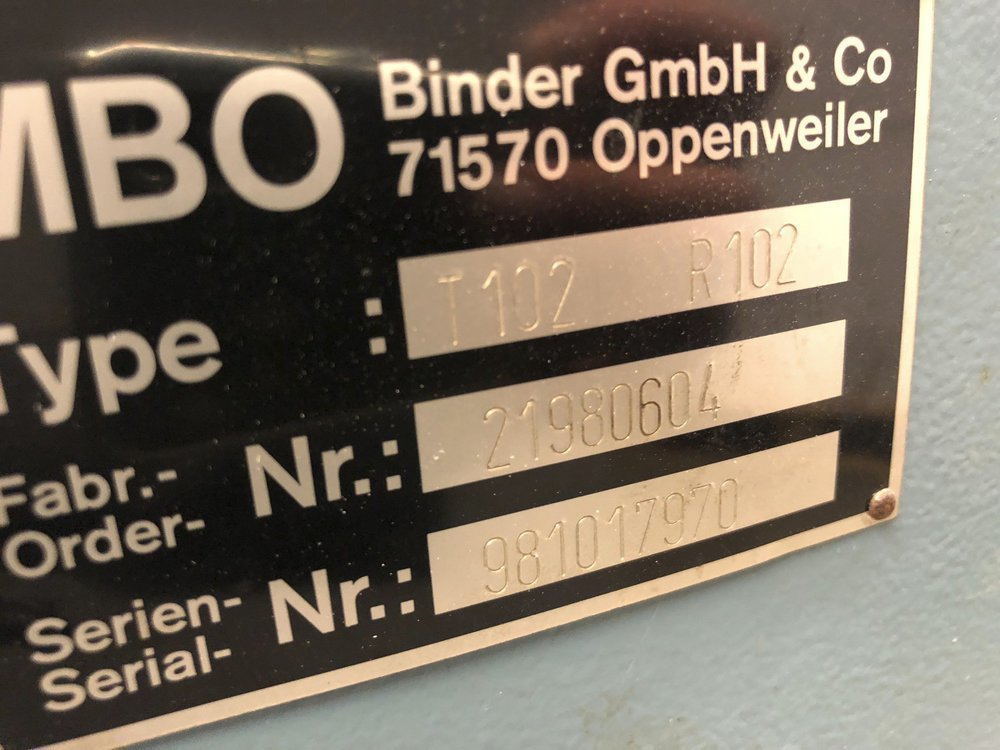 MBO Binder GmbH & Co
71570 Oppenweiler
Type : T102 R102
Fabr.-
Order- Nr.: 21980604
Serien-
Serial- Nr.: 981017970